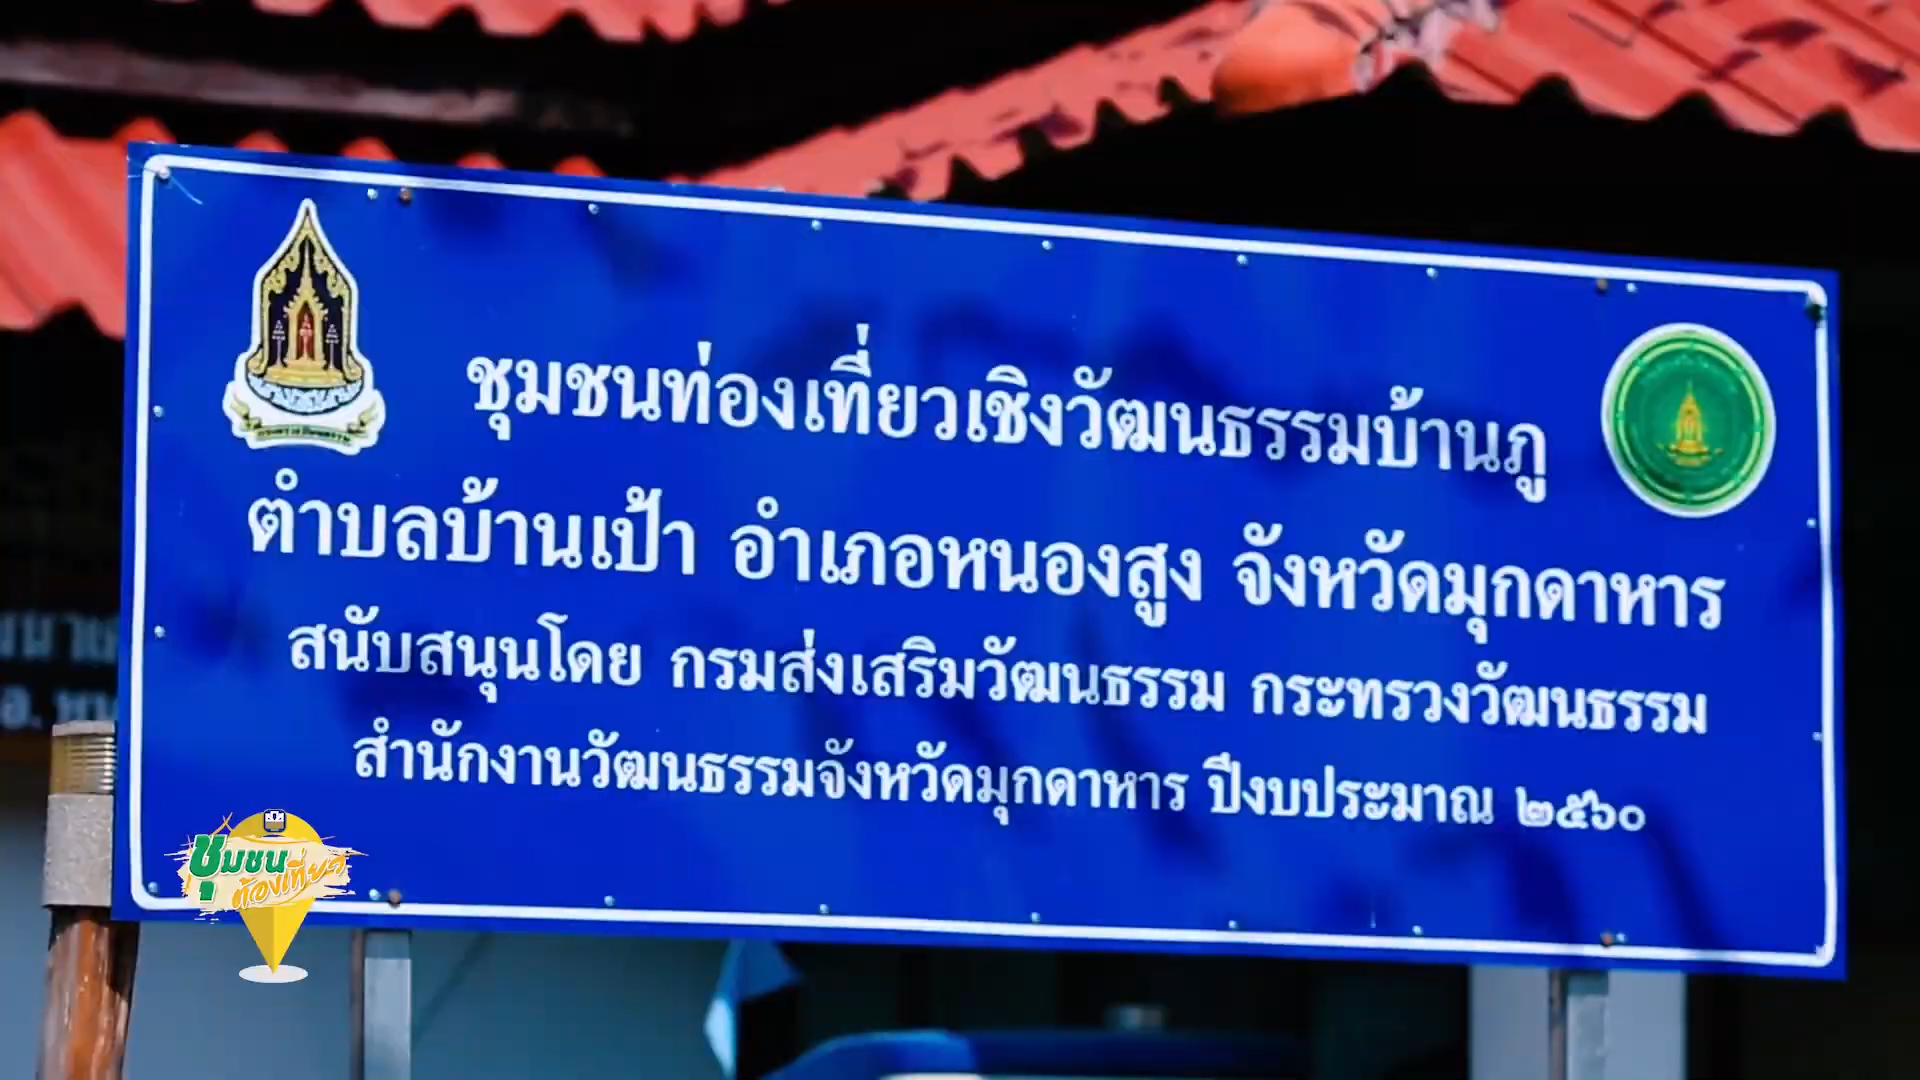 ชุมชนท่องเที่ยวเชิงวัฒนธรรมบ้านภู
ตำบลบ้านเป้า อำเภอหนองสูง จังหวัดมุกดาหาร
สนับสนุนโดย กรมส่งเสริมวัฒนธรรม กระทรวงวัฒนธรรม
สำนักงานวัฒนธรรมจังหวัดมุกดาหาร ปีงบประมาณ ๒๕๖๐
ชุมชน
ต้องเที่ยว